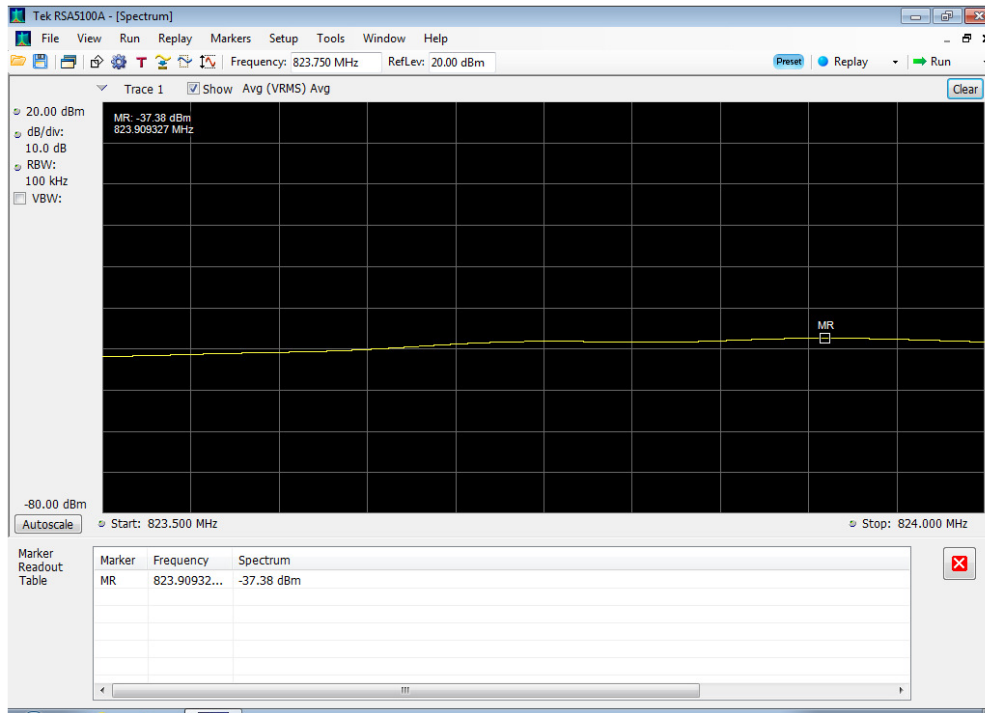 Tek RSA5100A - [Spectrum]
File View Run Replay Markers Setup Tools Window Help
T Frequency: 823.750 MHz RefLev: 20.00 dBm Preset Replay Run
Trace 1 Show Avg (VRMS) Avg Clear
20.00 dBm
dB/div:
10.0 dB
RBW:
100 kHz
VBW:
MR: -37.38 dBm
823.909327 MHz
MR
-80.00 dBm
Autoscale Start: 823.500 MHz Stop: 824.000 MHz
Marker
Readout
Table
Marker Frequency Spectrum
MR 823.90932... -37.38 dBm